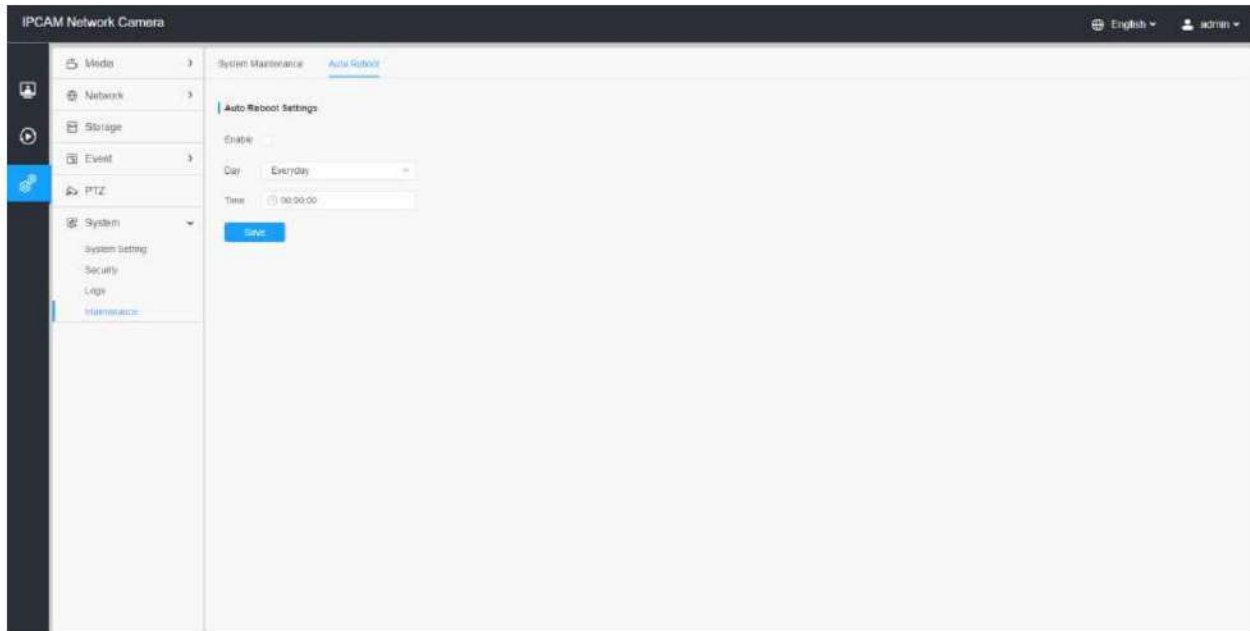 IPCAM Network Camera
English
admin
Media
System Maintenance
Auto Reboot
Network
Auto Reboot Settings
Storage
Enable
Event
Day
Everyday
PTZ
Time
00:00:00
System
Save
System Setting
Security
Logs
Maintenance